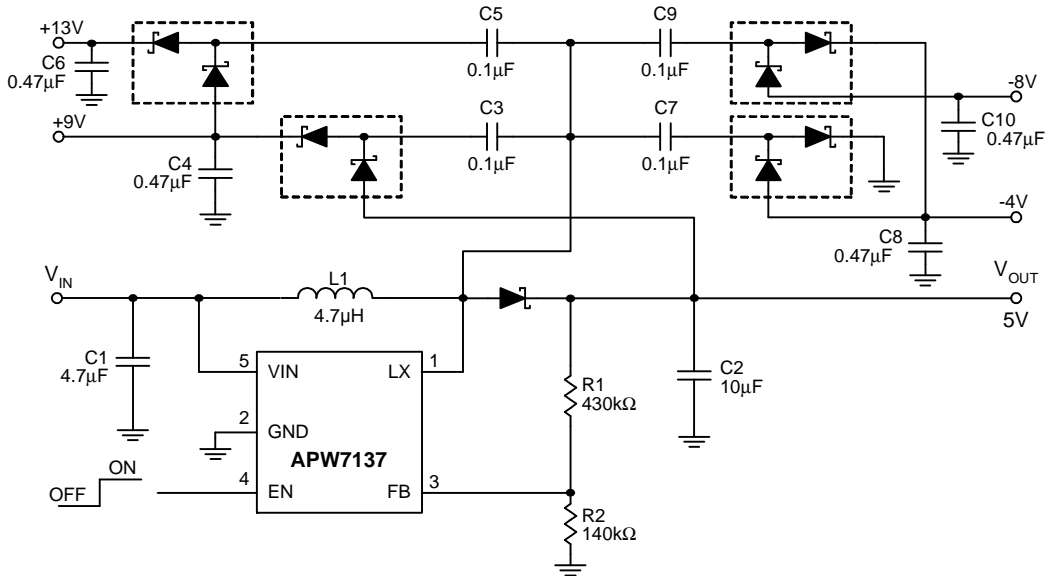 +13V
C6
0.47µF
C5
0.1µF
C9
0.1µF
-8V
C10
0.47µF
+9V
C4
0.47µF
C3
0.1µF
C7
0.1µF
-4V
C8
0.47µF
VIN
L1
4.7µH
VOUT
5V
C1
4.7µF
5
VIN
LX
1
C2
10µF
R1
430kΩ
2
GND
APW7137
ON
OFF
4
EN
FB
3
R2
140kΩ